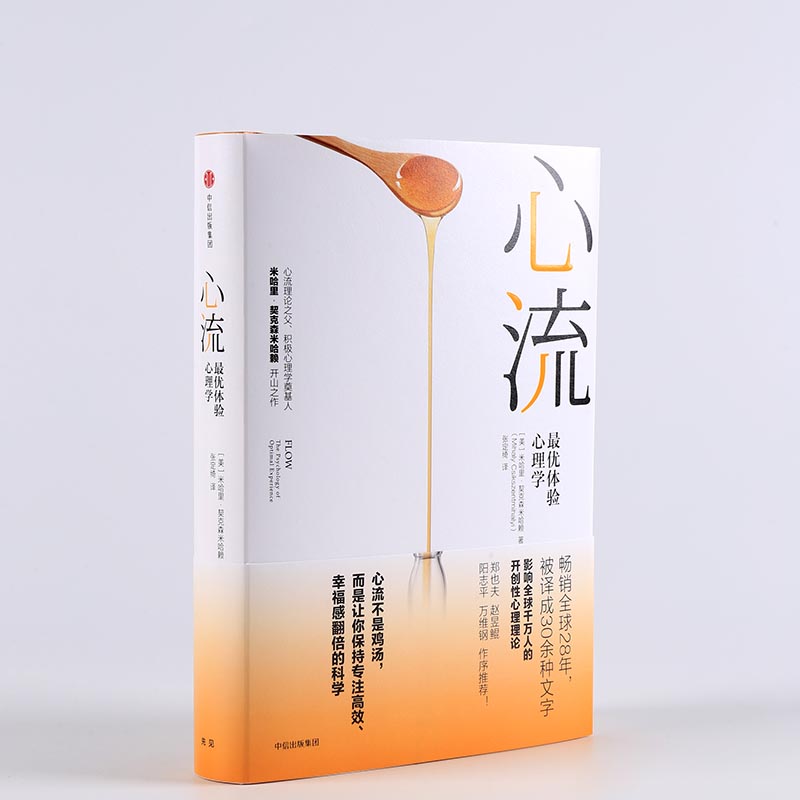 中信出版集团
心流
最优体验
心理学
[美] 米哈里·契克森米哈赖
张定绮 译
先见
心流
最优体验
心理学
[美] 米哈里·契克森米哈赖 著
(Mihaly Csikszentmihalyi)
张定绮 译
心流理论之父、积极心理学奠基人
米哈里·契克森米哈赖 开山之作
FLOW
The Psychology of
Optimal Experience
畅销全球28年，
被译成30余种文字
影响全球千万人的
开创性心理理论
郑也夫 赵昱鲲
阳志平 万维钢 作序推荐！
心流不是鸡汤，
而是让你保持专注高效、
幸福感翻倍的科学
中信出版集团